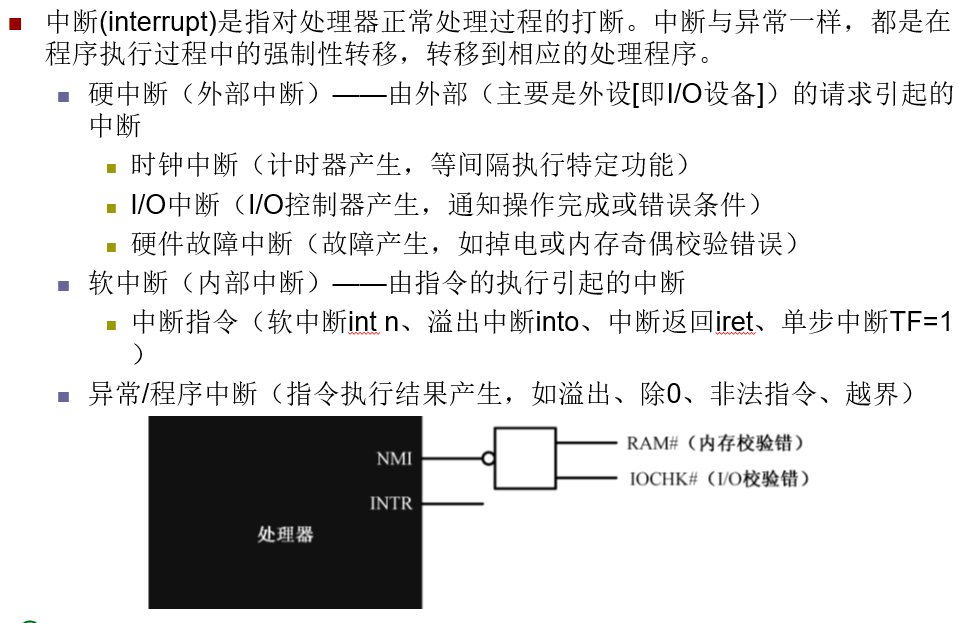 中断(interrupt)是指对处理器正常处理过程的打断。中断与异常一样，都是在
程序执行过程中的强制性转移，转移到相应的处理程序。
硬中断（外部中断）——由外部（主要是外设[即I/O设备]）的请求引起的
中断
时钟中断（计时器产生，等间隔执行特定功能）
I/O中断（I/O控制器产生，通知操作完成或错误条件）
硬件故障中断（故障产生，如掉电或内存奇偶校验错误）
软中断（内部中断）——由指令的执行引起的中断
中断指令（软中断int n、溢出中断into、中断返回iret、单步中断TF=1
）
异常/程序中断（指令执行结果产生，如溢出、除0、非法指令、越界）
NMI
RAM#（内存校验错）
IOCHK#（I/O校验错）
INTR
处理器